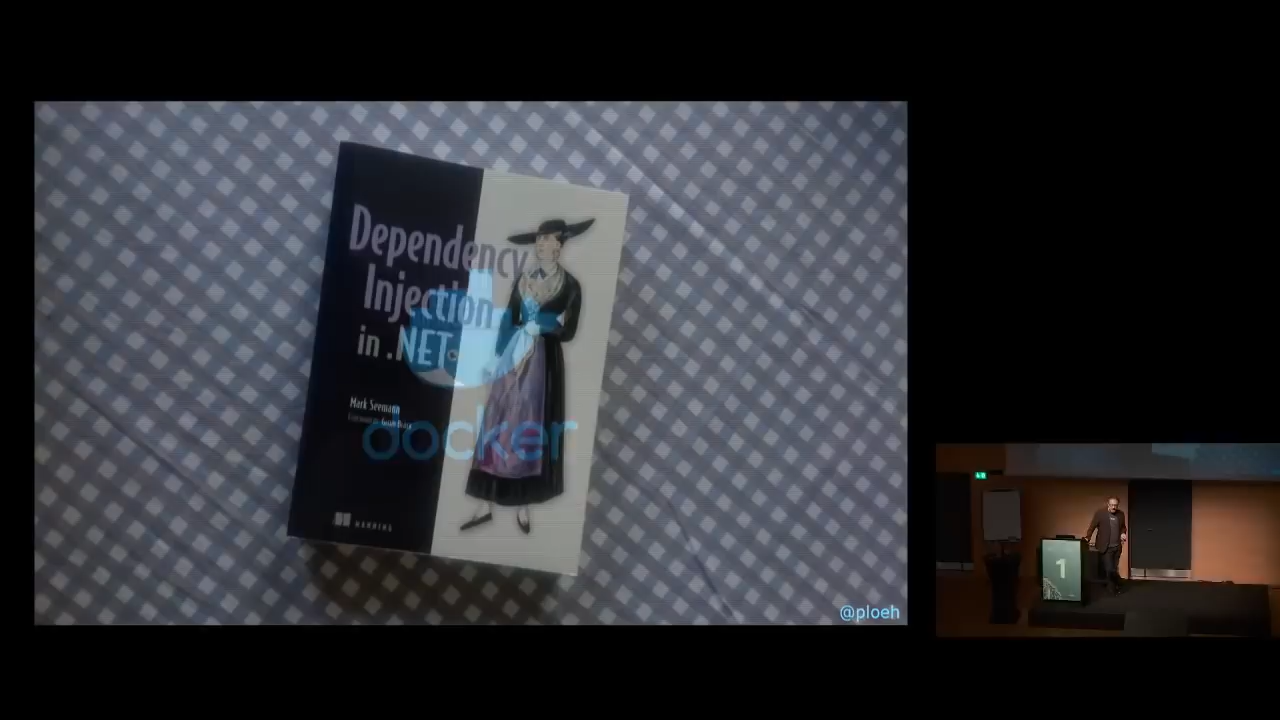 Dependency
Injection
in .NET
Mark Seemann
docker
MANNING
@ploeh
1